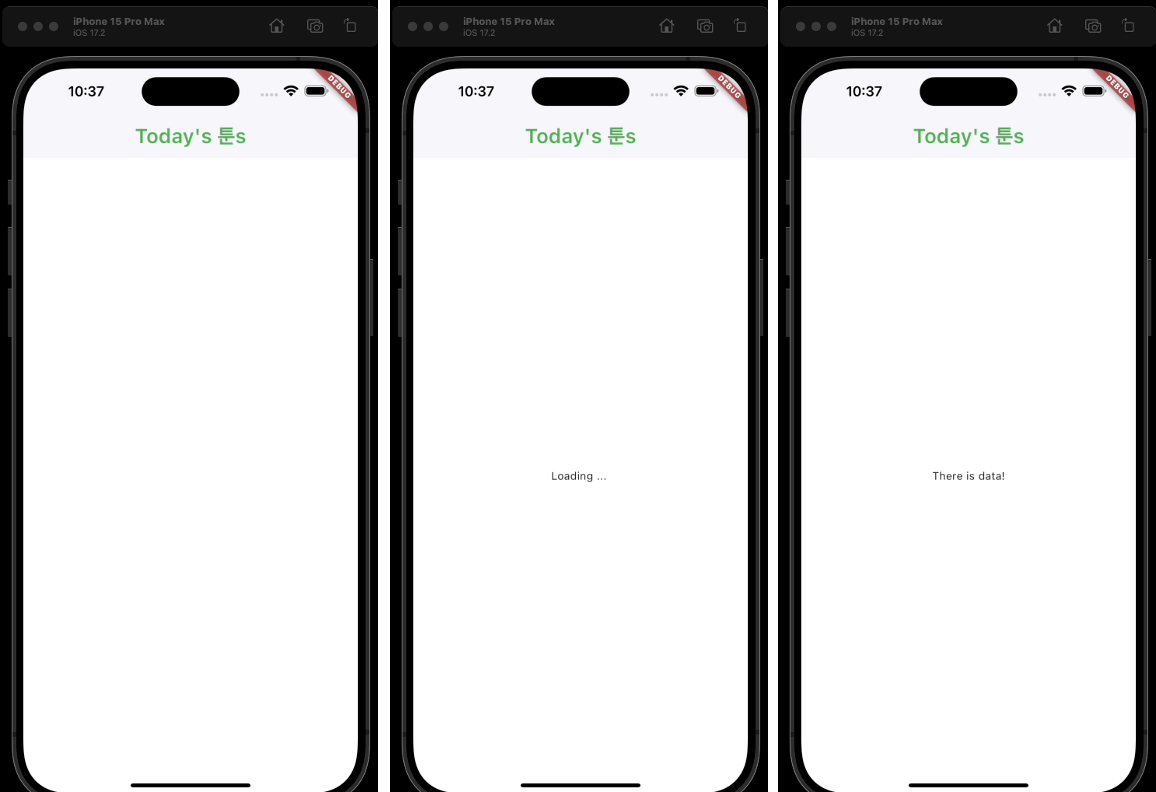 iPhone 15 Pro Max
iOS 17.2
10:37
DEBUG
Today's 툰s
iPhone 15 Pro Max
iOS 17.2
10:37
DEBUG
Today's 툰s
Loading ...
iPhone 15 Pro Max
iOS 17.2
10:37
DEBUG
Today's 툰s
There is data!